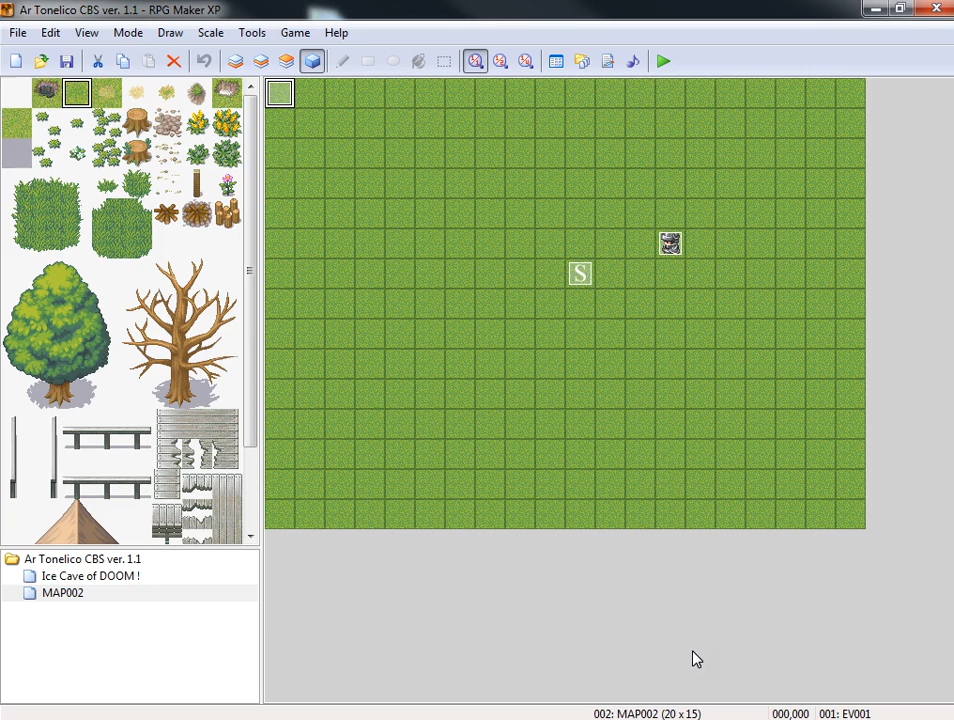 Ar Tonelico CBS ver. 1.1 - RPG Maker XP
File Edit View Mode Draw Scale Tools Game Help
S
Ar Tonelico CBS ver. 1.1
Ice Cave of DOOM !
MAP002
002: MAP002 (20 x 15) 000,000 001: EV001